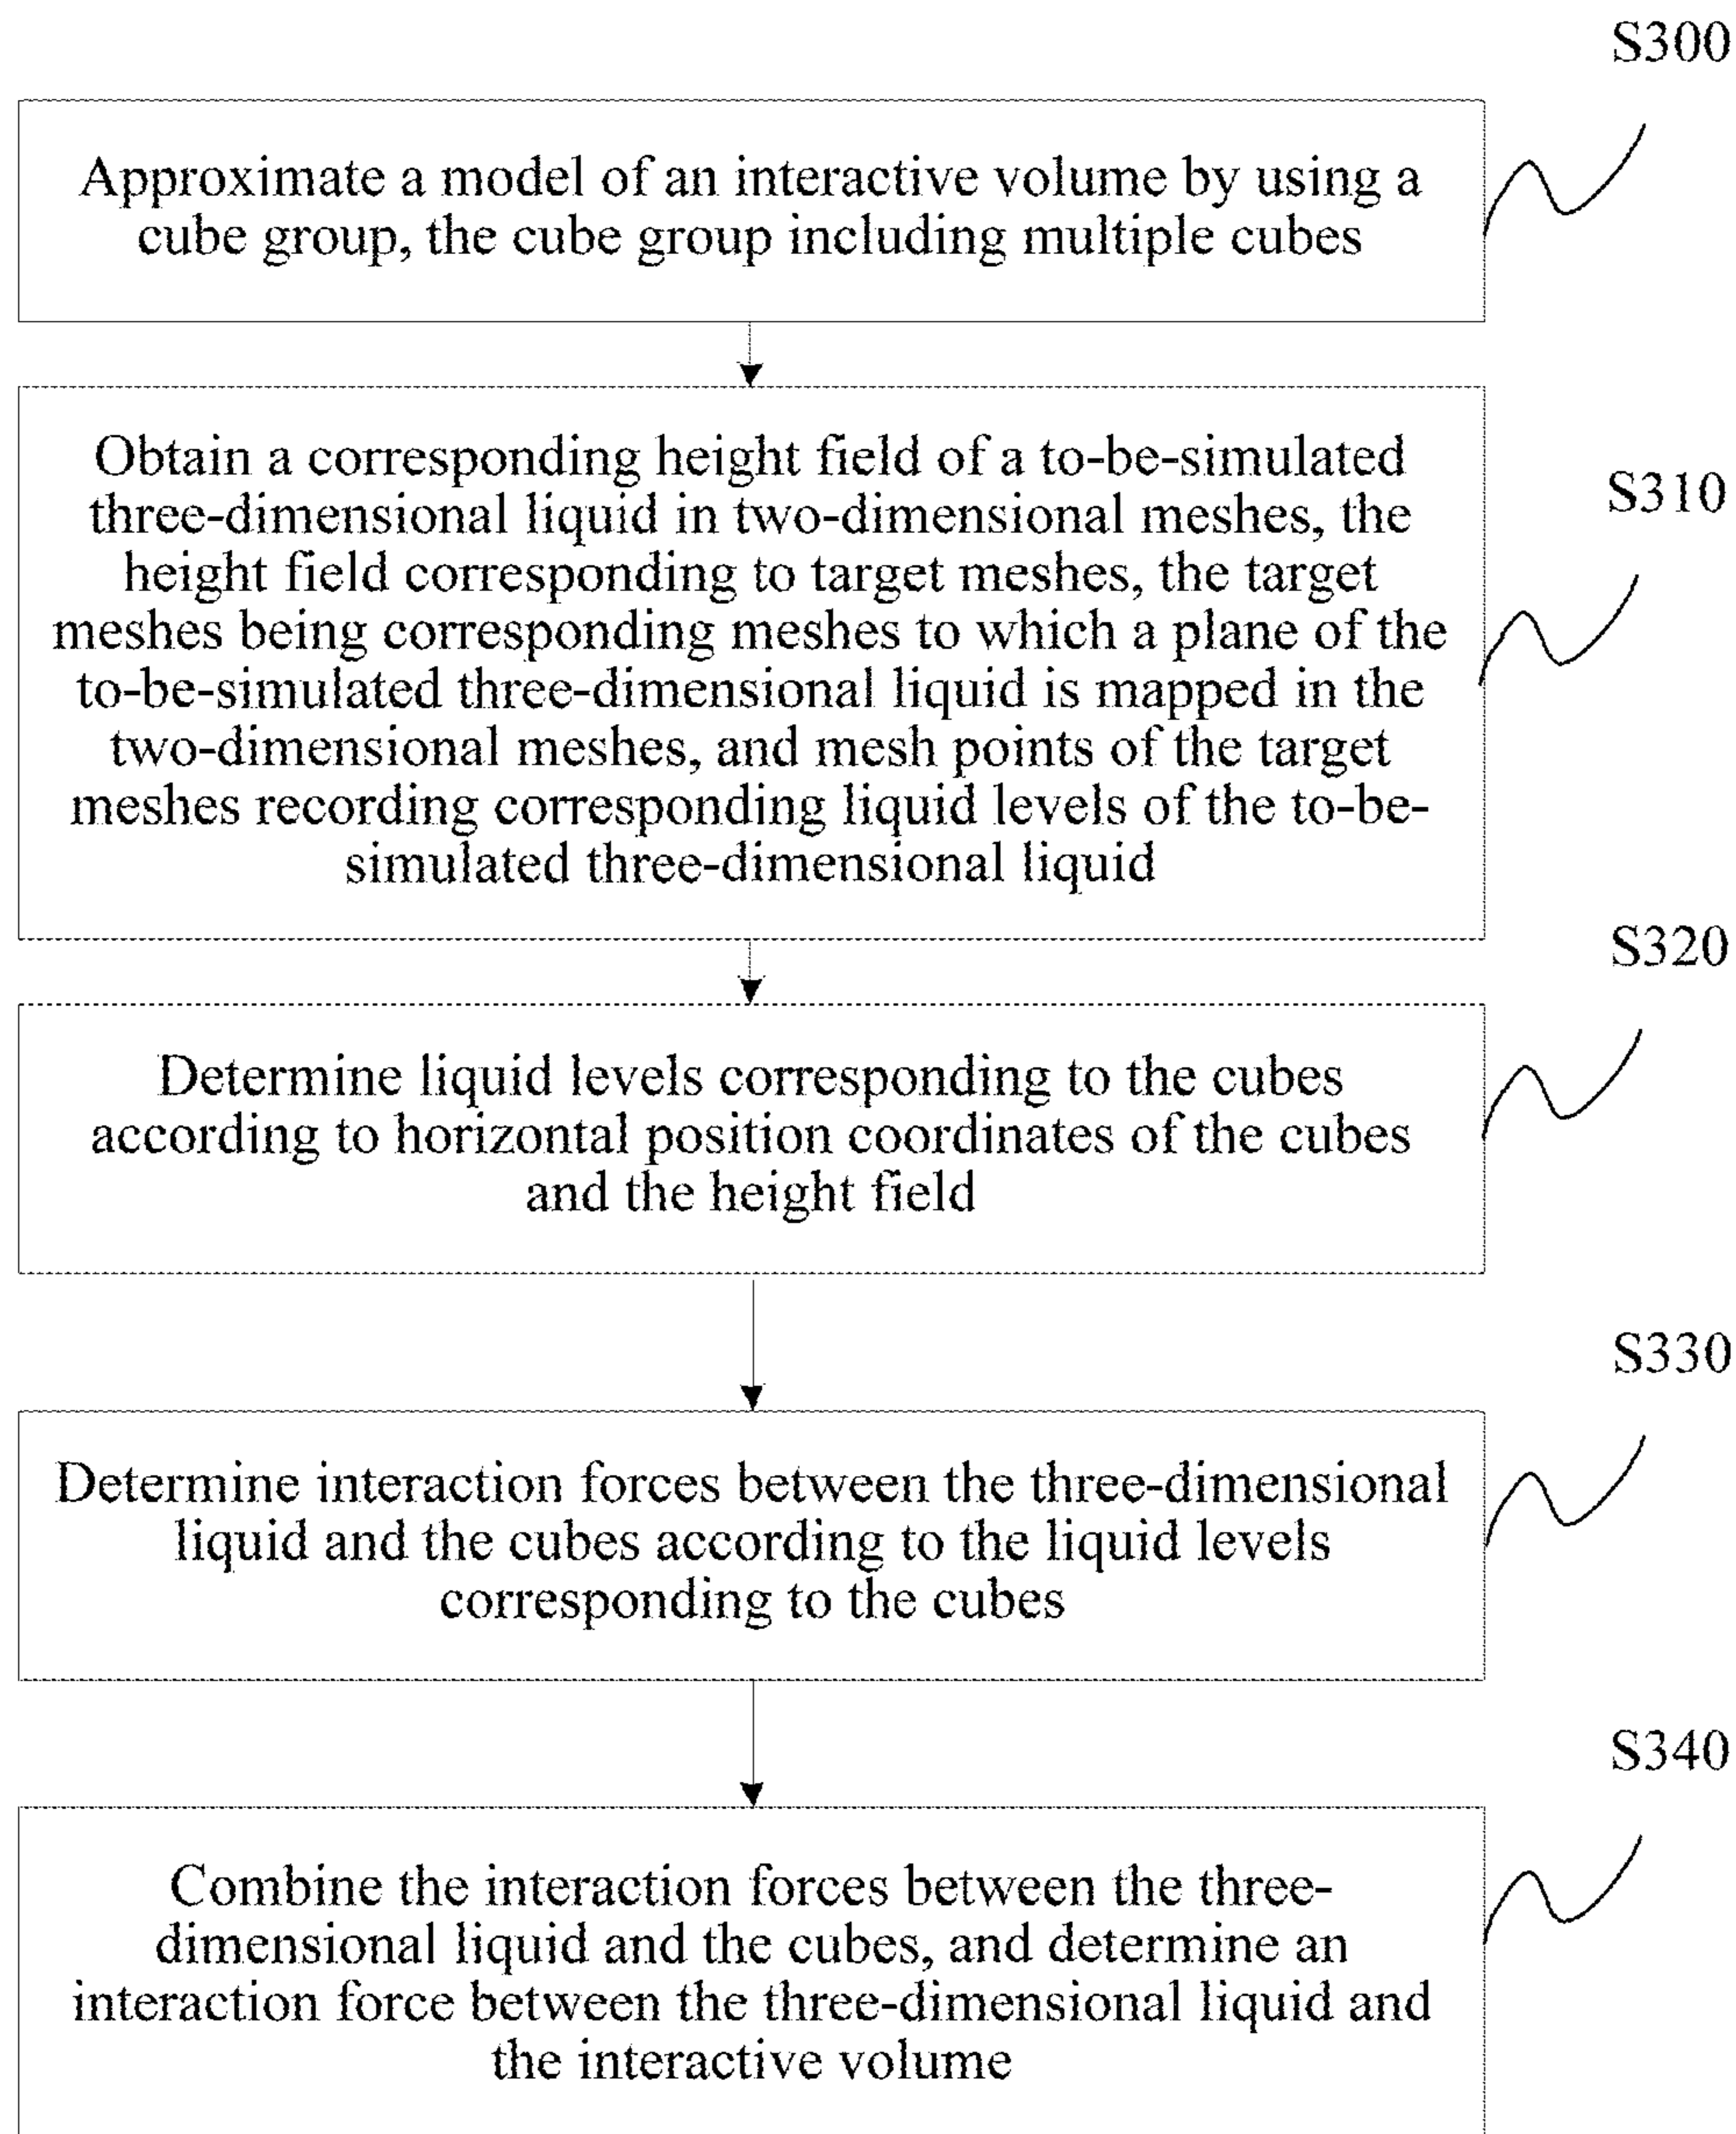 S300
Approximate a model of an interactive volume by using a
cube group, the cube group including multiple cubes
Obtain a corresponding height field of a to-be-simulated
three-dimensional liquid in two-dimensional meshes, the
height field corresponding to target meshes, the target
meshes being corresponding meshes to which a plane of the
to-be-simulated three-dimensional liquid is mapped in the
two-dimensional meshes, and mesh points of the target
meshes recording corresponding liquid levels of the to-be-
simulated three-dimensional liquid
S310
S320
Determine liquid levels corresponding to the cubes
according to horizontal position coordinates of the cubes
and the height field
S330
Determine interaction forces between the three-dimensional
liquid and the cubes according to the liquid levels
corresponding to the cubes
S340
Combine the interaction forces between the three-
dimensional liquid and the cubes, and determine an
interaction force between the three-dimensional liquid and
the interactive volume